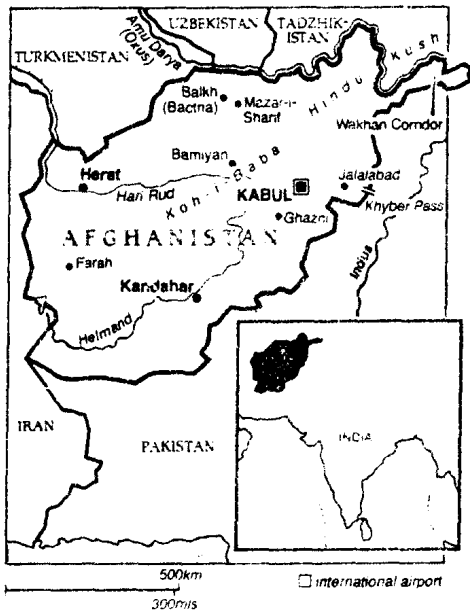 UZBEKISTAN
TADZHIK-
ISTAN
TURKMENISTAN
Amu Darya
(Oxus)
Hindu Kush
Balkh
(Bactria)
Mazar-i-
Sharif
Wakhan Corridor
Bamiyan
Koh-i-Baba
Herat
Hari Rud
KABUL
Jalalabad
Khyber Pass
Ghazni
AFGHANISTAN
Indus
Farah
Kandahar
Helmand
IRAN
PAKISTAN
INDIA
500km
300mls
international airport